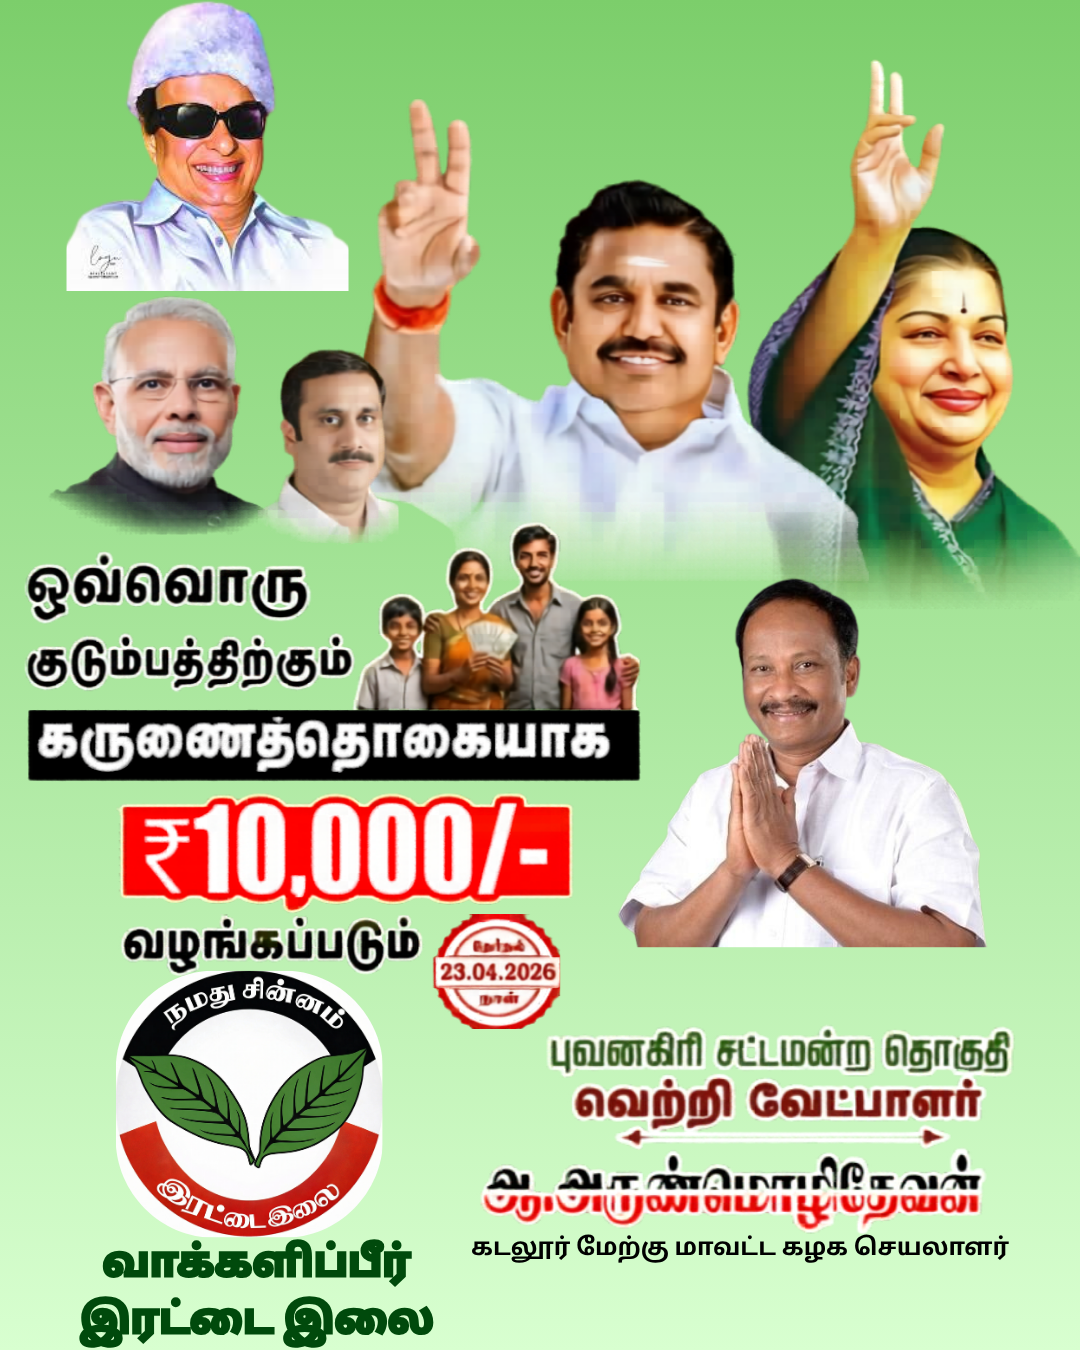 ஒவ்வொரு
குடும்பத்திற்கும்
கருணைத்தொகையாக
₹10,000/-
வழங்கப்படும்
தேர்தல்
23.04.2026
நாள்
நமது சின்னம்
இரட்டை இலை
வாக்களிப்பீர்
இரட்டை இலை
புவனகிரி சட்டமன்ற தொகுதி
வெற்றி வேட்பாளர்
ஆ.அருண்மொழிதேவன்
கடலூர் மேற்கு மாவட்ட கழக செயலாளர்